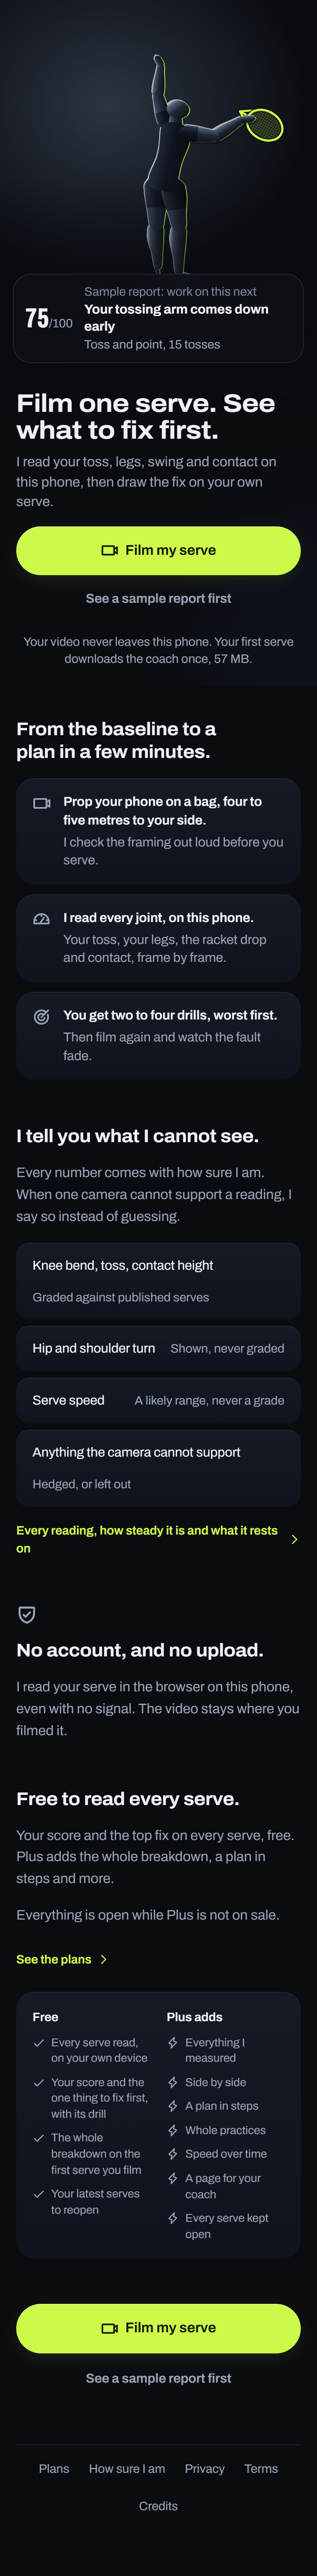 Sample report: work on this next
75/100
Your tossing arm comes down
early
Toss and point, 15 tosses
Film one serve. See
what to fix first.
I read your toss, legs, swing and contact on
this phone, then draw the fix on your own
serve.
Film my serve
See a sample report first
Your video never leaves this phone. Your first serve
downloads the coach once, 57 MB.
From the baseline to a
plan in a few minutes.
Prop your phone on a bag, four to
five metres to your side.
I check the framing out loud before you
serve.
I read every joint, on this phone.
Your toss, your legs, the racket drop
and contact, frame by frame.
You get two to four drills, worst first.
Then film again and watch the fault
fade.
I tell you what I cannot see.
Every number comes with how sure I am.
When one camera cannot support a reading, I
say so instead of guessing.
Knee bend, toss, contact height
Graded against published serves
Hip and shoulder turn Shown, never graded
Serve speed A likely range, never a grade
Anything the camera cannot support
Hedged, or left out
Every reading, how steady it is and what it rests
on
No account, and no upload.
I read your serve in the browser on this phone,
even with no signal. The video stays where you
filmed it.
Free to read every serve.
Your score and the top fix on every serve, free.
Plus adds the whole breakdown, a plan in
steps and more.
Everything is open while Plus is not on sale.
See the plans
Free
Every serve read,
on your own device
Your score and the
one thing to fix first,
with its drill
The whole
breakdown on the
first serve you film
Your latest serves
to reopen
Plus adds
Everything I
measured
Side by side
A plan in steps
Whole practices
Speed over time
A page for your
coach
Every serve kept
open
Film my serve
See a sample report first
Plans How sure I am Privacy Terms
Credits